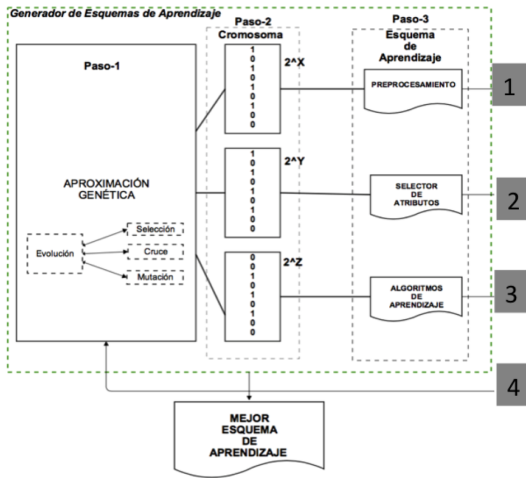 Generador de Esquemas de Aprendizaje
Paso-1
APROXIMACIÓN
GENÉTICA
Evolución
Selección
Cruce
Mutación
Paso-2
Cromosoma
1
0
1
0
1
0
1
0
0
2^X
1
0
1
0
1
0
1
0
0
2^Y
0
0
1
0
1
0
1
0
0
2^Z
Paso-3
Esquema
de
Aprendizaje
PREPROCESAMIENTO
SELECTOR
DE
ATRIBUTOS
ALGORITMOS
DE
APRENDIZAJE
1
2
3
4
MEJOR
ESQUEMA
DE
APRENDIZAJE